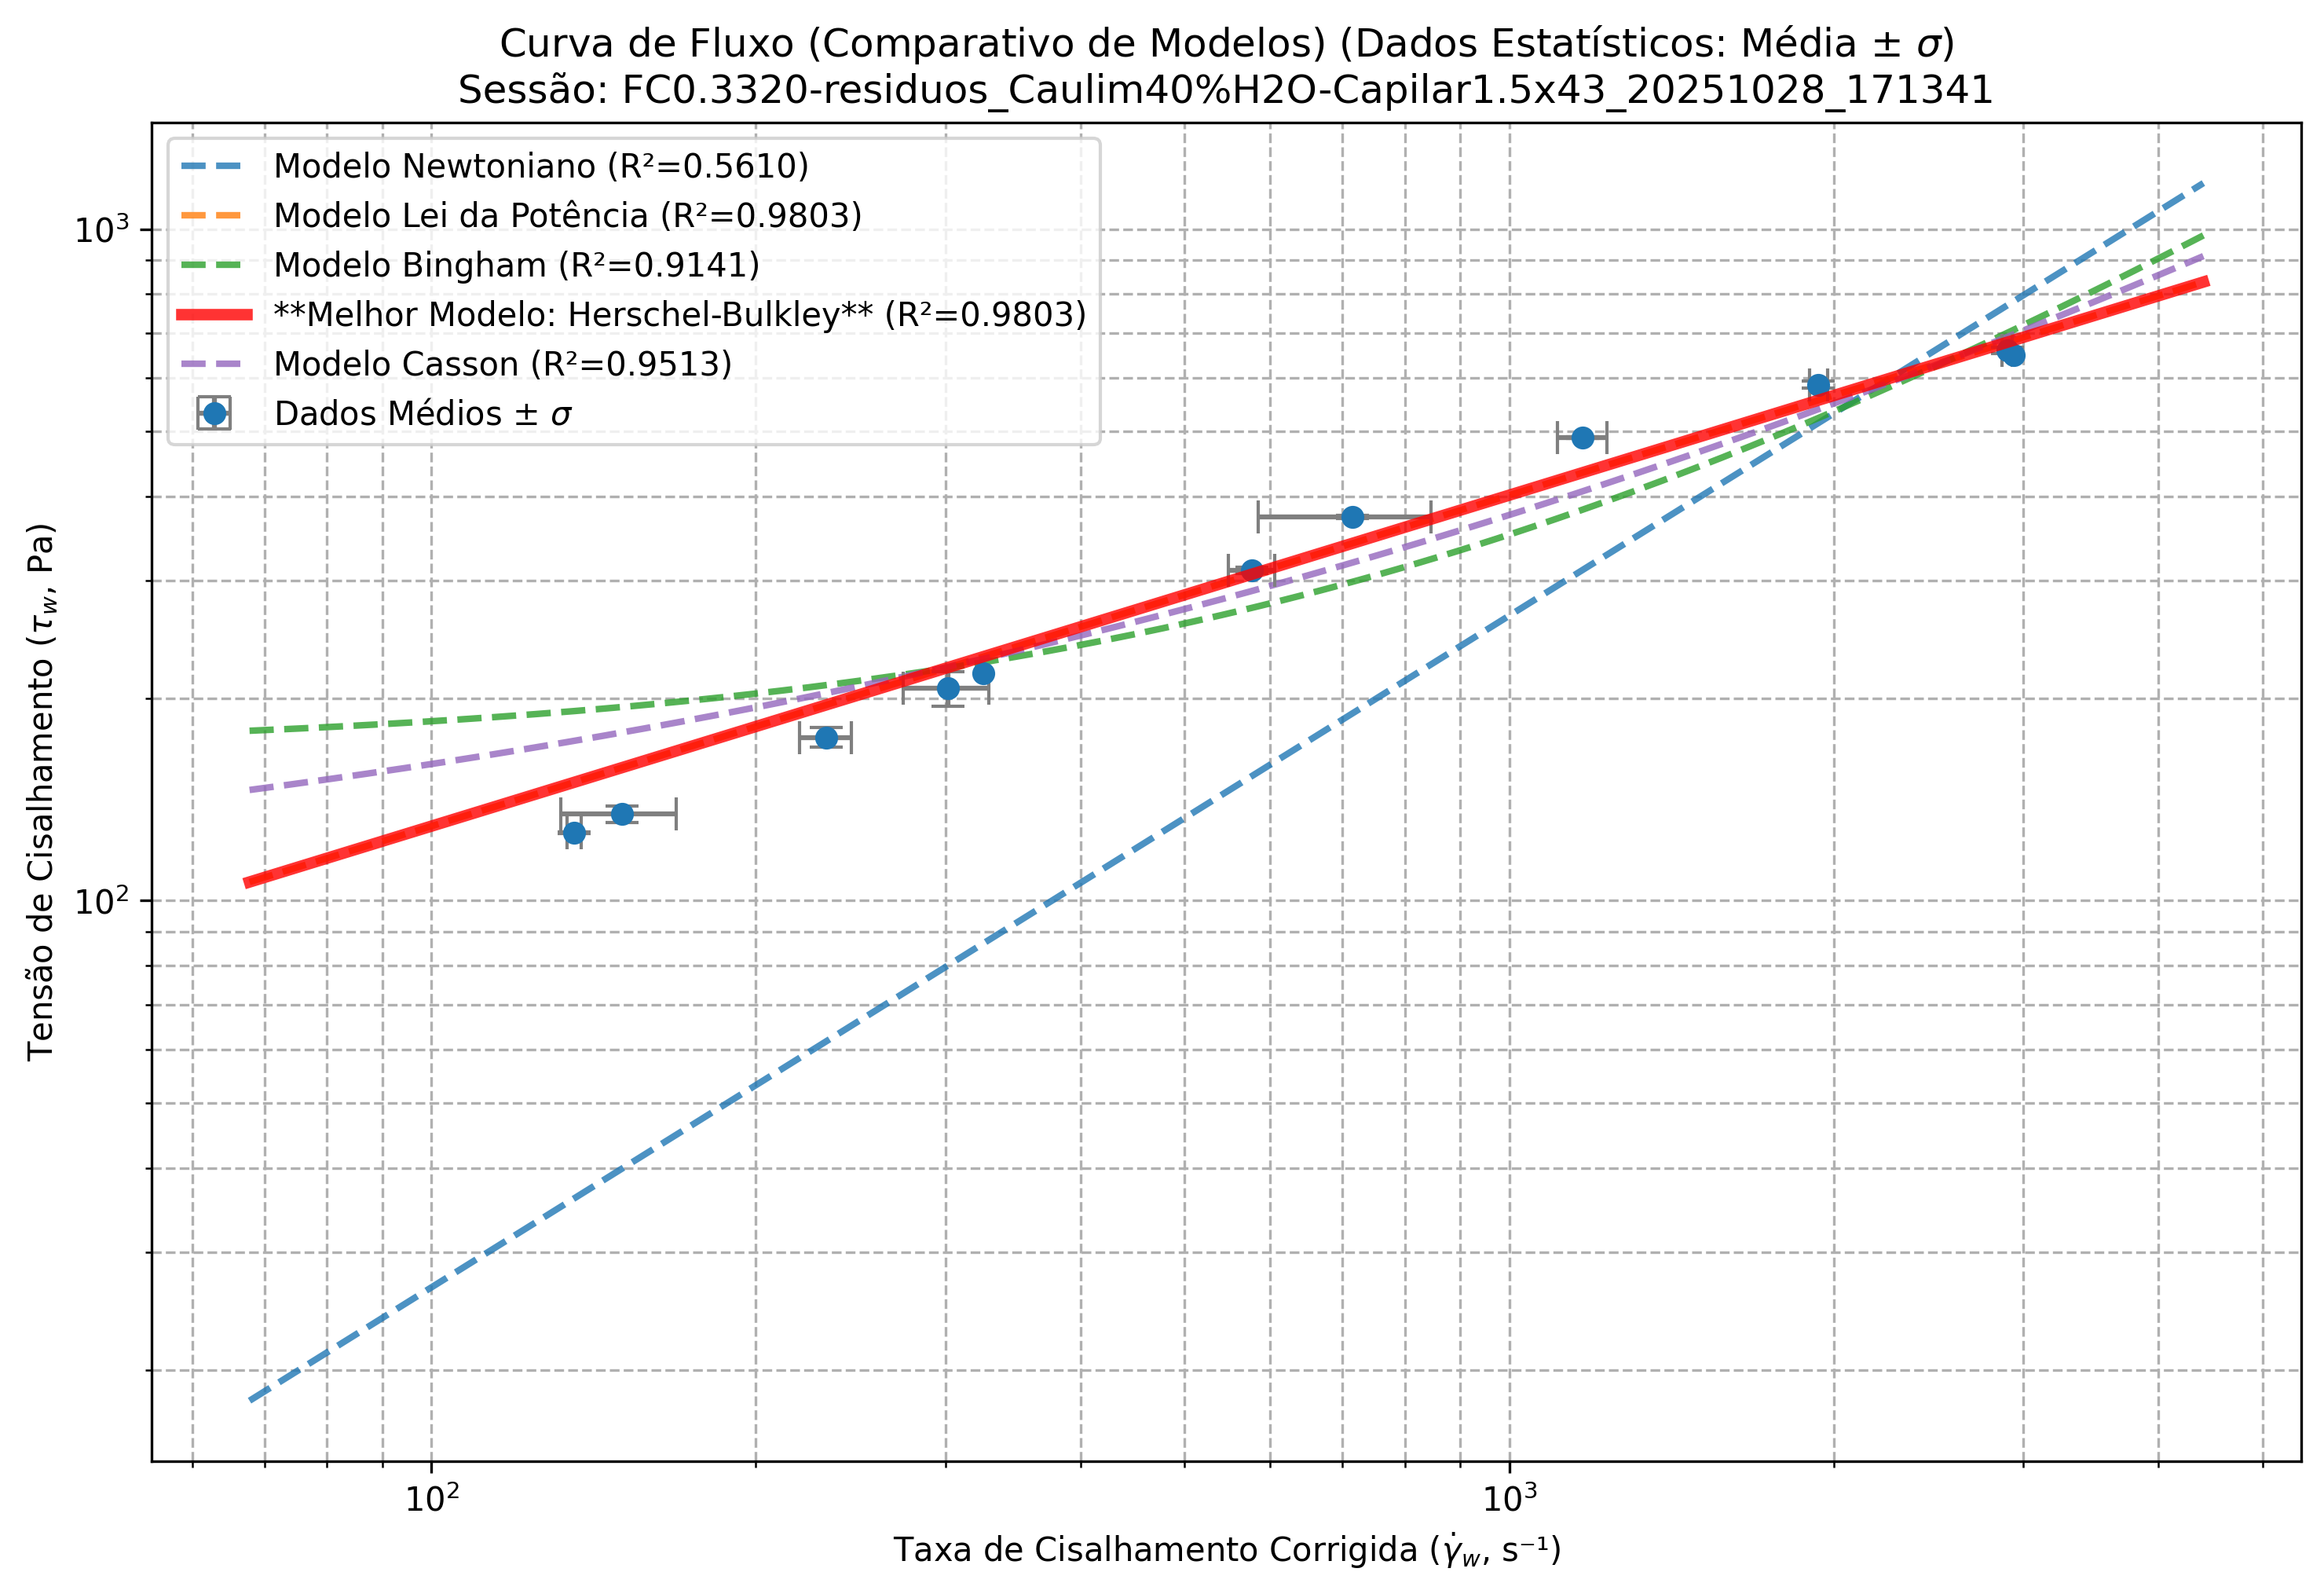 Curva de Fluxo (Comparativo de Modelos) (Dados Estatísticos: Média ± σ)
Sessão: FC0.3320-residuos_Caulim40%H2O-Capilar1.5x43_20251028_171341
Modelo Newtoniano (R²=0.5610)
Modelo Lei da Potência (R²=0.9803)
Modelo Bingham (R²=0.9141)
**Melhor Modelo: Herschel-Bulkley** (R²=0.9803)
Modelo Casson (R²=0.9513)
Dados Médios ± σ
10³
10²
Tensão de Cisalhamento (τ_w, Pa)
10²
10³
Taxa de Cisalhamento Corrigida (γ̇_w, s⁻¹)